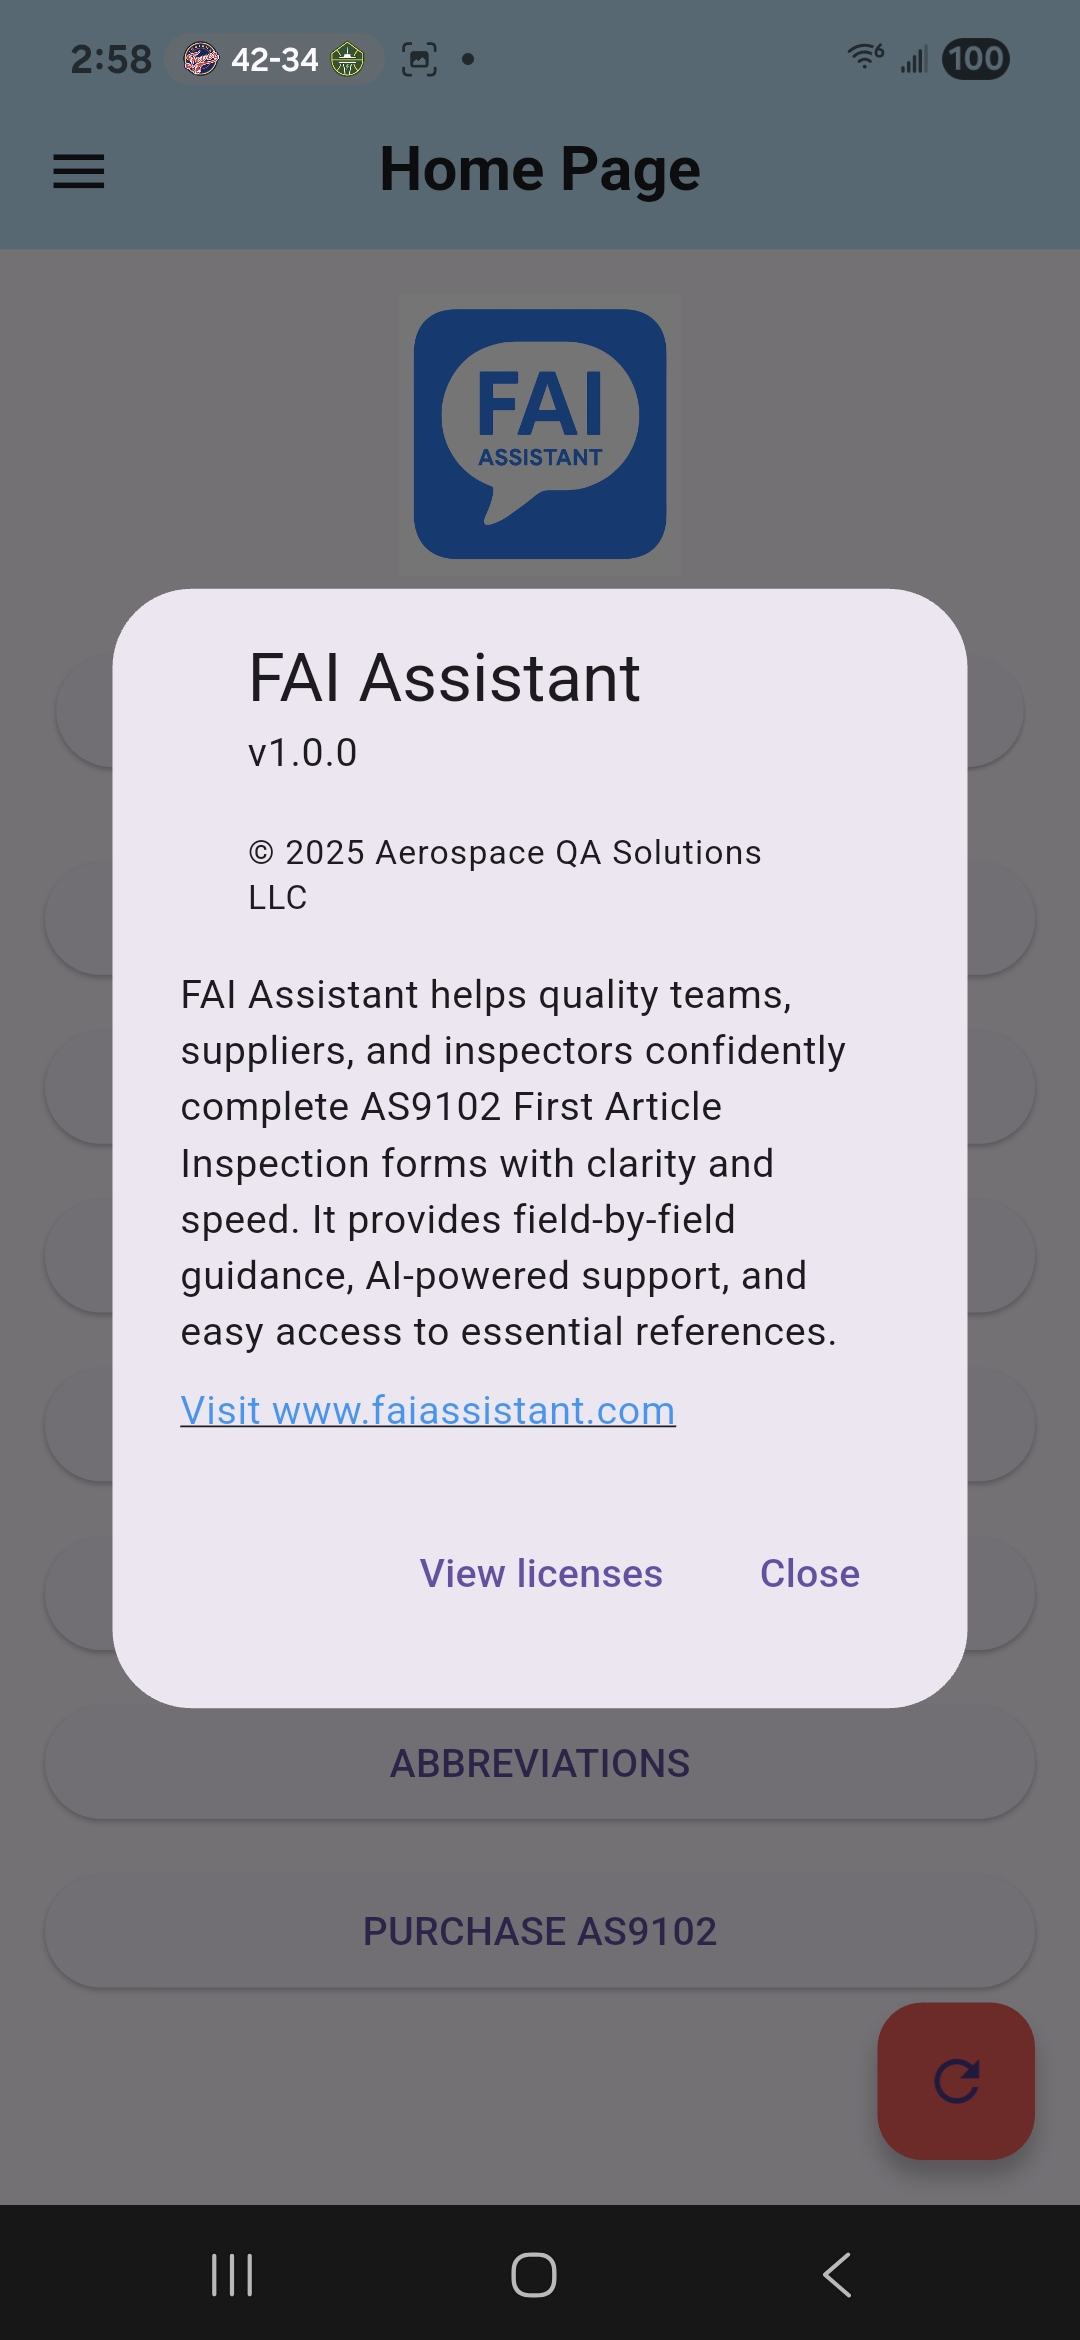 2:58 42-34 6 100
Home Page
FAI
ASSISTANT
FAI Assistant
v1.0.0
© 2025 Aerospace QA Solutions
LLC
FAI Assistant helps quality teams,
suppliers, and inspectors confidently
complete AS9102 First Article
Inspection forms with clarity and
speed. It provides field-by-field
guidance, AI-powered support, and
easy access to essential references.
Visit www.faiassistant.com
View licenses Close
ABBREVIATIONS
PURCHASE AS9102